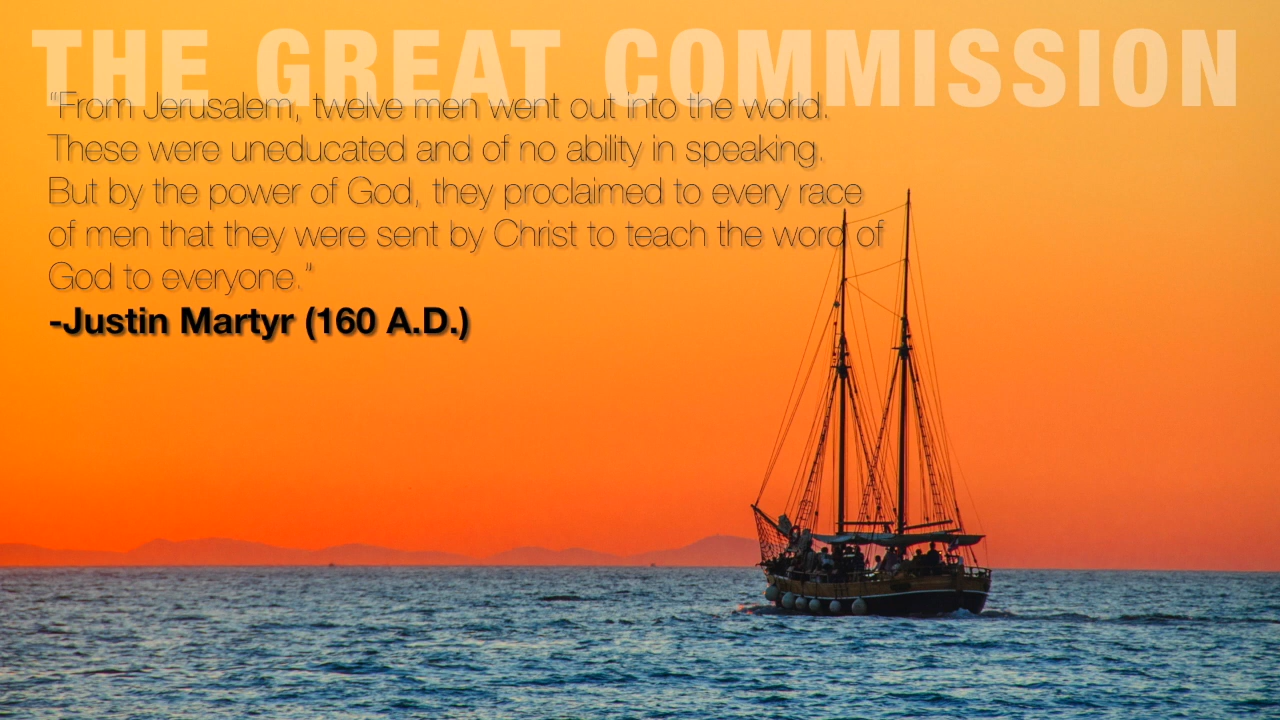 THE GREAT COMMISSION
“From Jerusalem, twelve men went out into the world.
These were uneducated and of no ability in speaking.
But by the power of God, they proclaimed to every race
of men that they were sent by Christ to teach the word of
God to everyone.”
-Justin Martyr (160 A.D.)